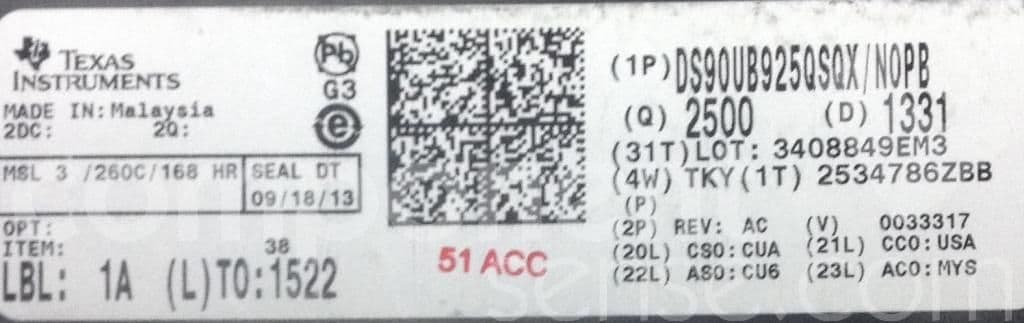 TEXAS
INSTRUMENTS
MADE IN: Malaysia
2DC: 2Q:
MSL 3 /260C/168 HR SEAL DT
09/18/13
OPT:
ITEM: 38
LBL: 1A (L)TO:1522
Pb
G3
e
51 ACC
(1P) DS90UB925QSQX/NOPB
(Q) 2500 (D) 1331
(31T)LOT: 3408849EM3
(4W) TKY(1T) 2534786ZBB
(P)
(2P) REV: AC (V) 0033317
(20L) CSO:CUA (21L) CCO:USA
(22L) ASO:CU6 (23L) ACO:MYS
sense.com